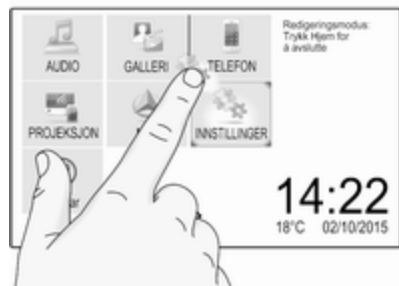 AUDIO
GALLERI
TELEFON
Redigeringsmodus:
Trykk Hjem for
å avslutte
PROJEKSJON
INNSTILLINGER
14:22
18°C 02/10/2015